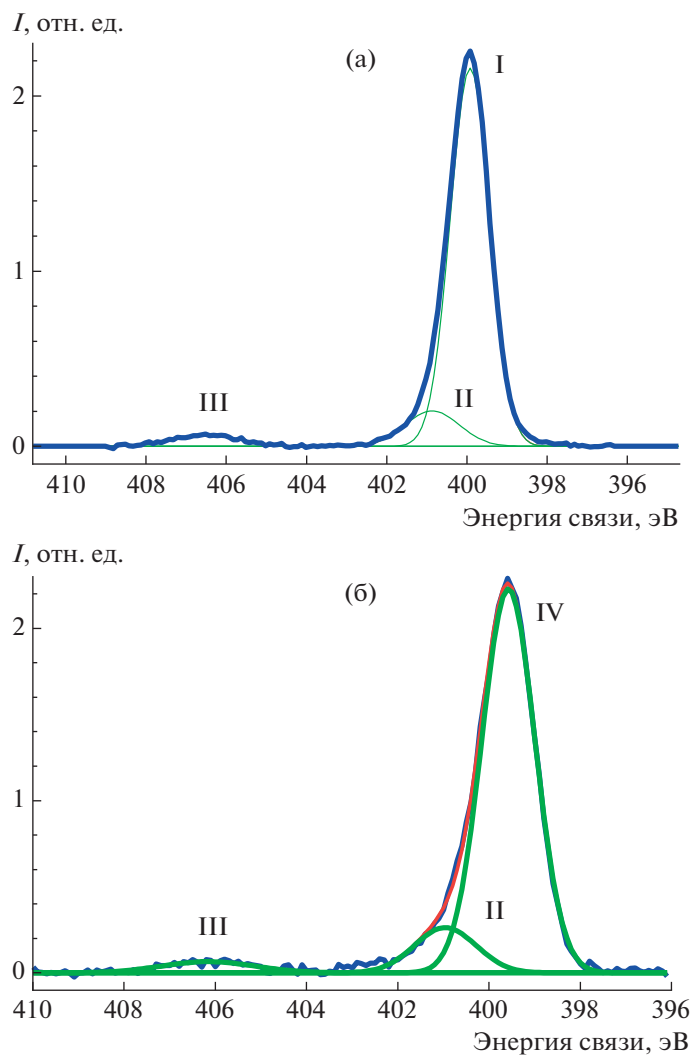 I, отн. ед.
(а)
I
2
1
III
II
0
410 408 406 404 402 400 398 396
Энергия связи, эВ
I, отн. ед.
(б)
IV
2
1
III
II
0
410 408 406 404 402 400 398 396
Энергия связи, эВ